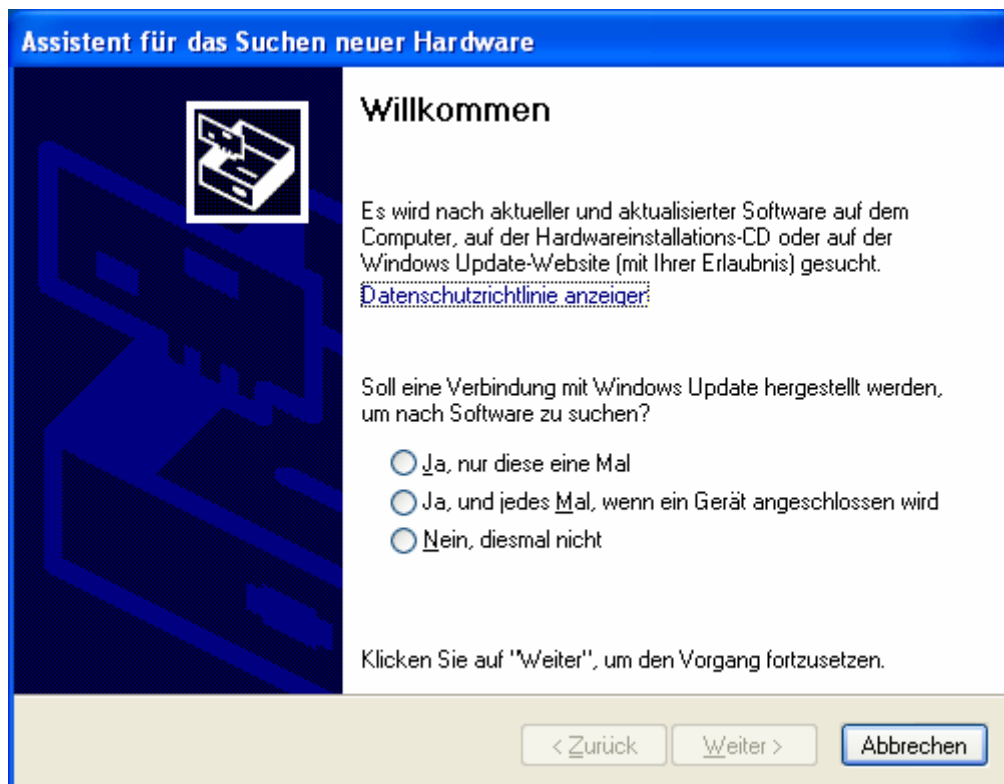 Assistent für das Suchen neuer Hardware
Willkommen
Es wird nach aktueller und aktualisierter Software auf dem
Computer, auf der Hardwareinstallations-CD oder auf der
Windows Update-Website (mit Ihrer Erlaubnis) gesucht.
Datenschutzrichtlinie anzeigen
Soll eine Verbindung mit Windows Update hergestellt werden,
um nach Software zu suchen?
Ja, nur diese eine Mal
Ja, und jedes Mal, wenn ein Gerät angeschlossen wird
Nein, diesmal nicht
Klicken Sie auf "Weiter", um den Vorgang fortzusetzen.
< Zurück Weiter > Abbrechen